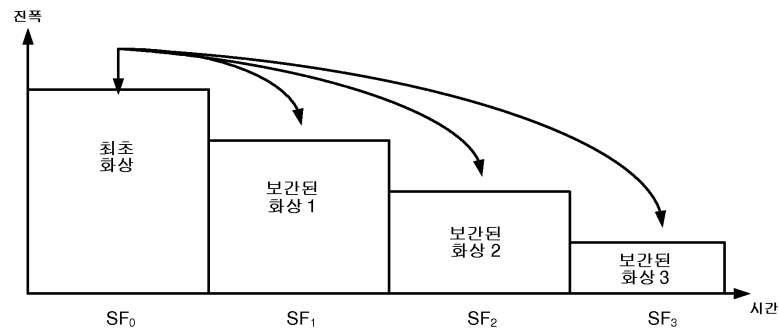 진폭
최초
화상
보간된
화상 1
보간된
화상 2
보간된
화상 3
시간
SF₀
SF₁
SF₂
SF₃